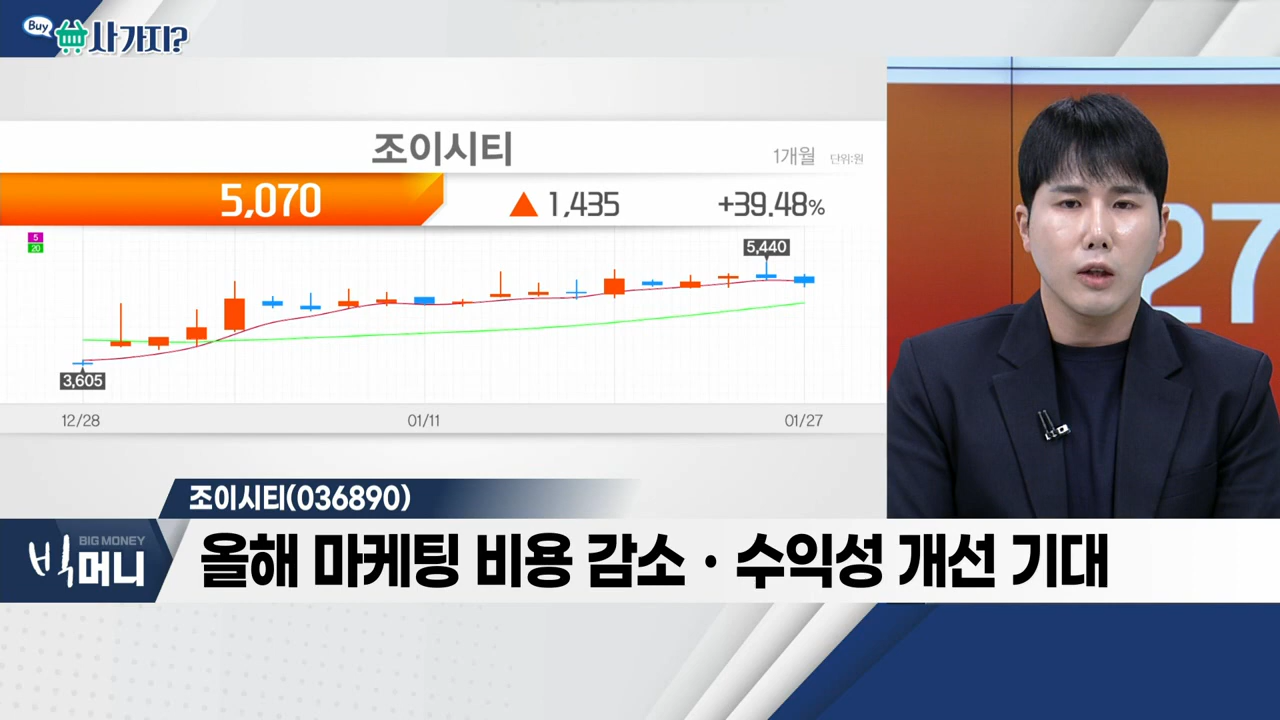 Buy
사가지?
조이시티
1개월 단위:원
5,070 ▲ 1,435 +39.48%
5
20
5,440
3,605
12/28 01/11 01/27
27
조이시티(036890)
BIG MONEY
빅머니
올해 마케팅 비용 감소 · 수익성 개선 기대